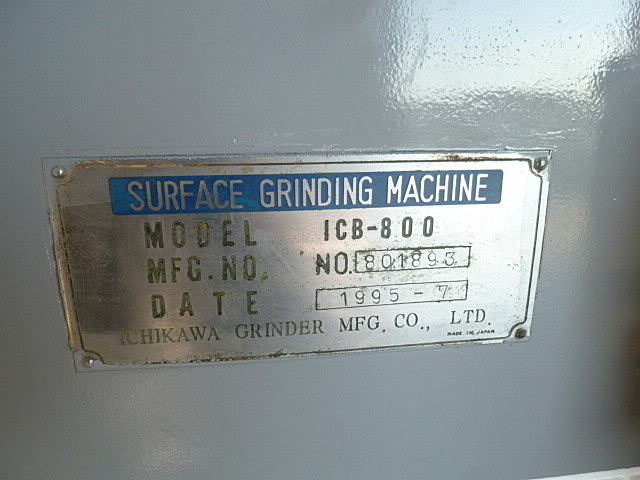 SURFACE GRINDING MACHINE
MODEL ICB-800
MFG.NO. NO. 801893
DATE 1995-7
ICHIKAWA GRINDER MFG. CO., LTD.
MADE IN JAPAN